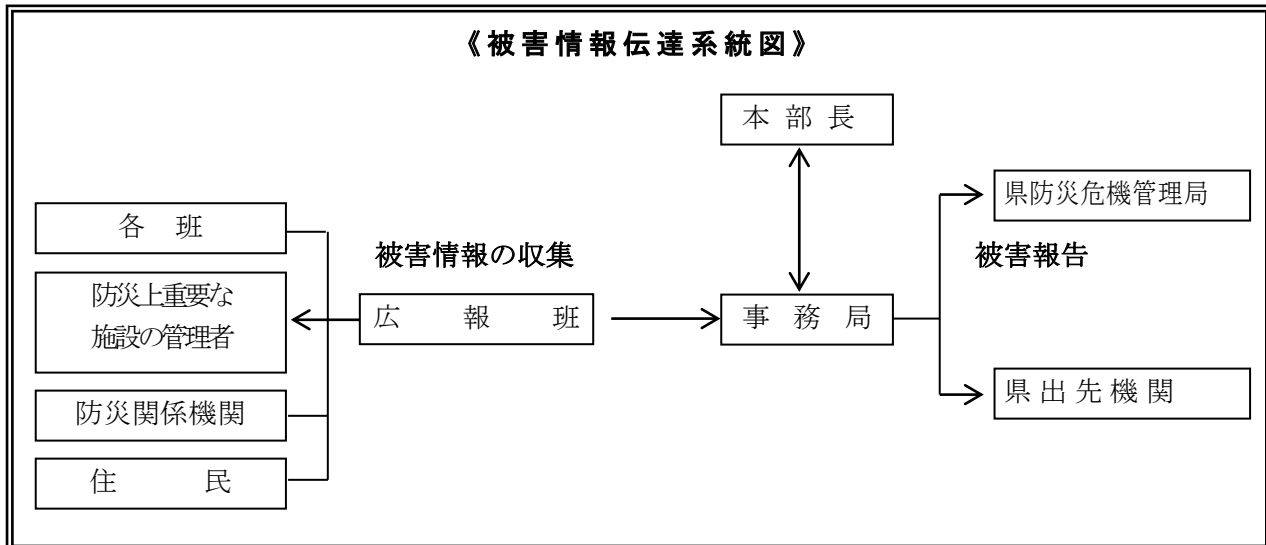 《被害情報伝達系統図》
本部長
県防災危機管理局
各班
被害情報の収集
被害報告
防災上重要な
施設の管理者
広報班
事務局
県出先機関
防災関係機関
住民